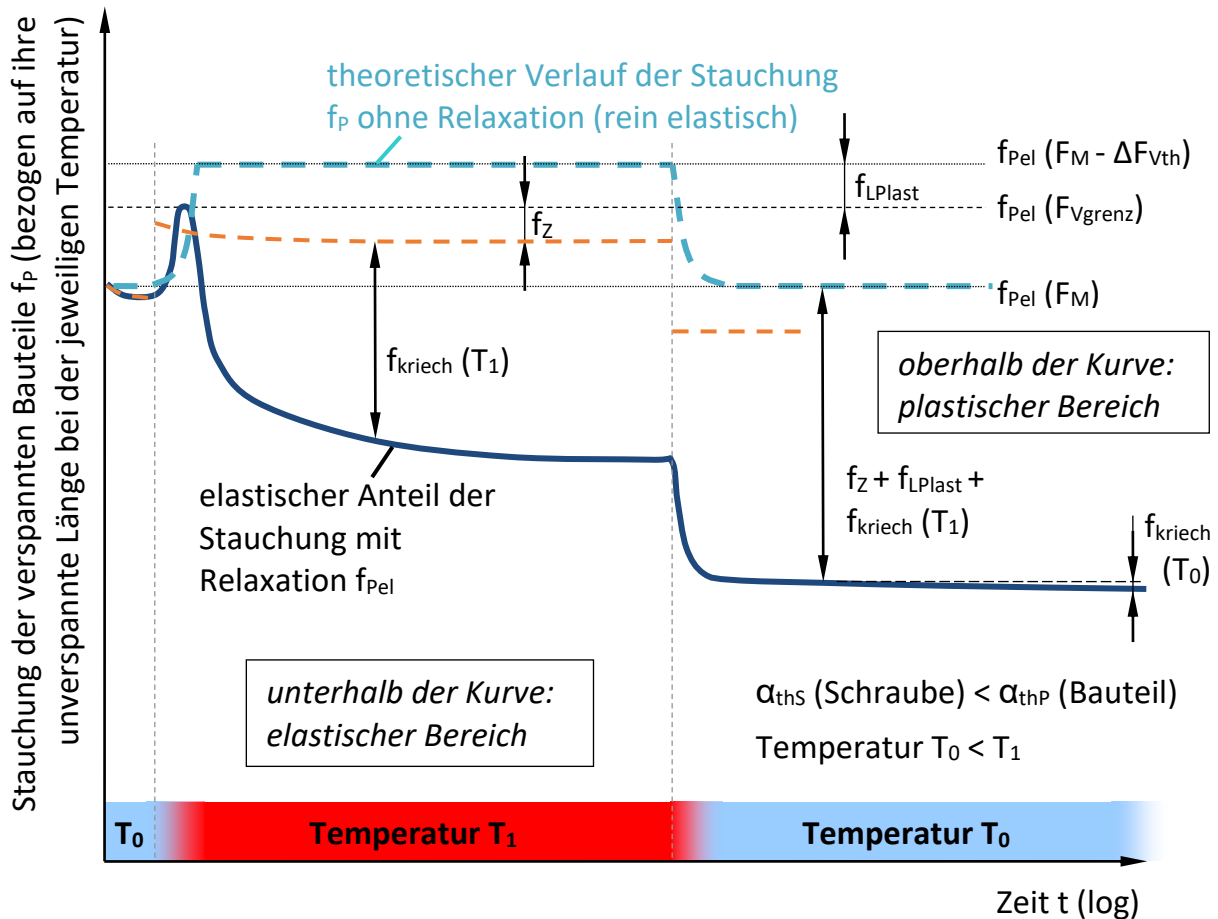 Stauchung der verspannten Bauteile fP (bezogen auf ihre
unverspannte Länge bei der jeweiligen Temperatur)
theoretischer Verlauf der Stauchung
fP ohne Relaxation (rein elastisch)
fPel (FM - ΔFVth)
fLPlast
fPel (FVgrenz)
fZ
fPel (FM)
fkriech (T1)
oberhalb der Kurve:
plastischer Bereich
elastischer Anteil der
Stauchung mit
Relaxation fPel
fZ + fLPlast +
fkriech (T1)
fkriech
(T0)
unterhalb der Kurve:
elastischer Bereich
αthS (Schraube) < αthP (Bauteil)
Temperatur T0 < T1
T0
Temperatur T1
Temperatur T0
Zeit t (log)